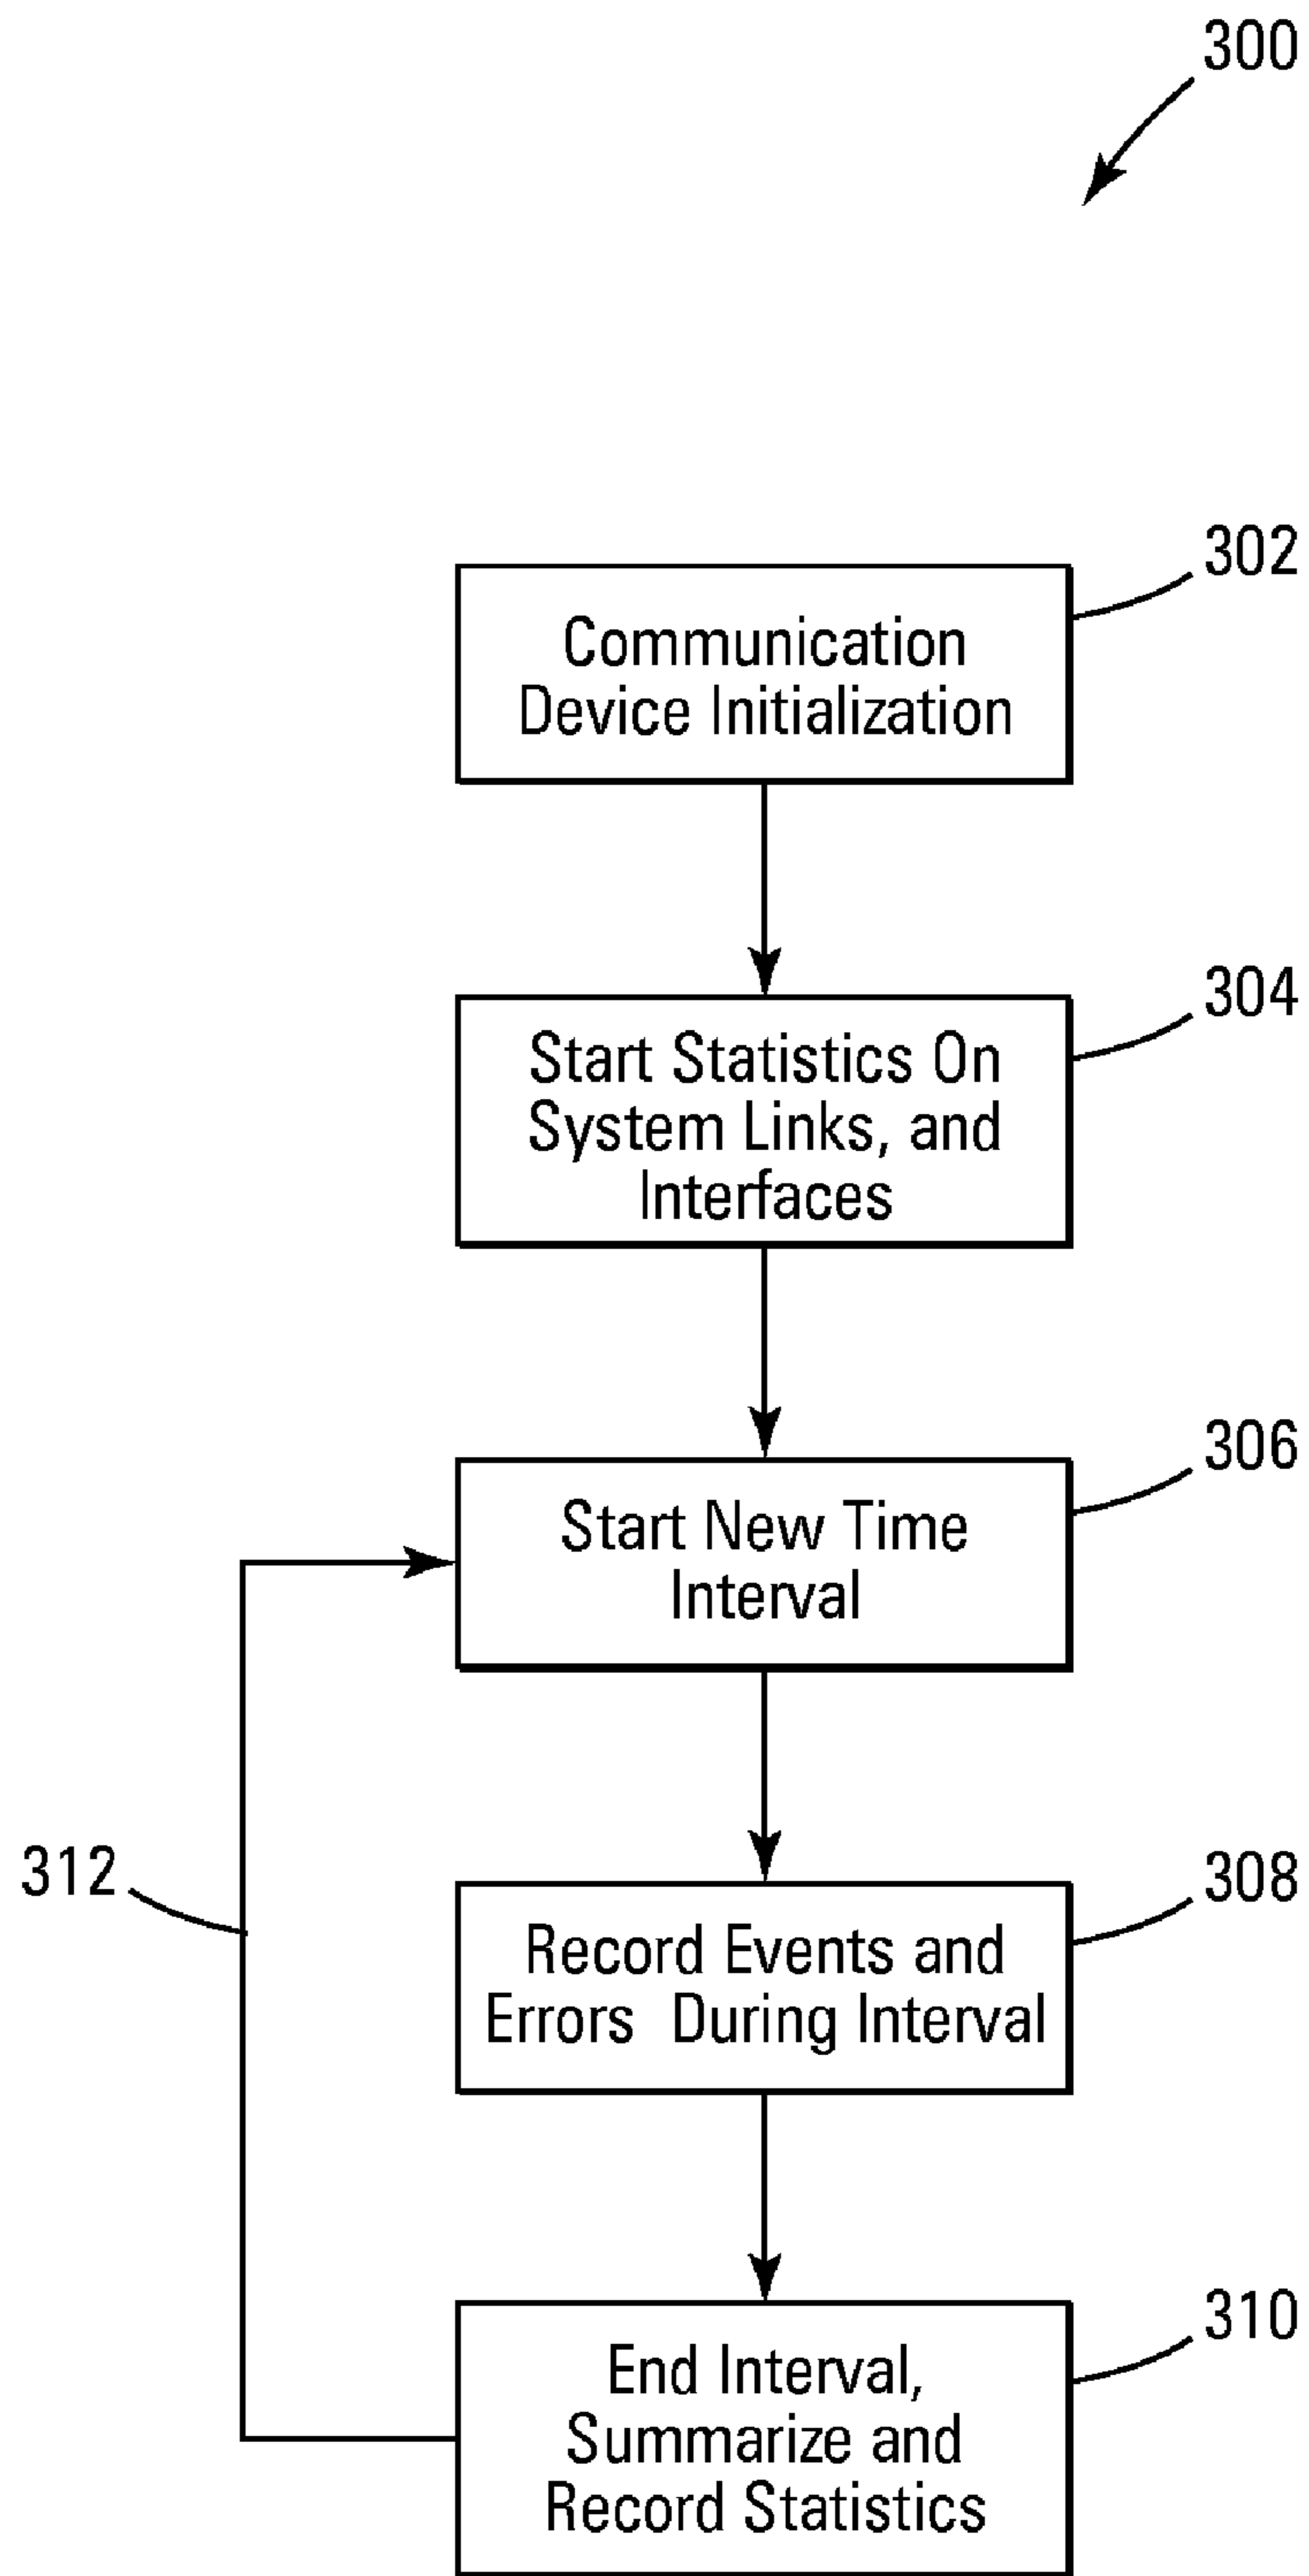 300
302
Communication
Device Initialization
304
Start Statistics On
System Links, and
Interfaces
306
Start New Time
Interval
312
308
Record Events and
Errors  During Interval
310
End Interval,
Summarize and
Record Statistics